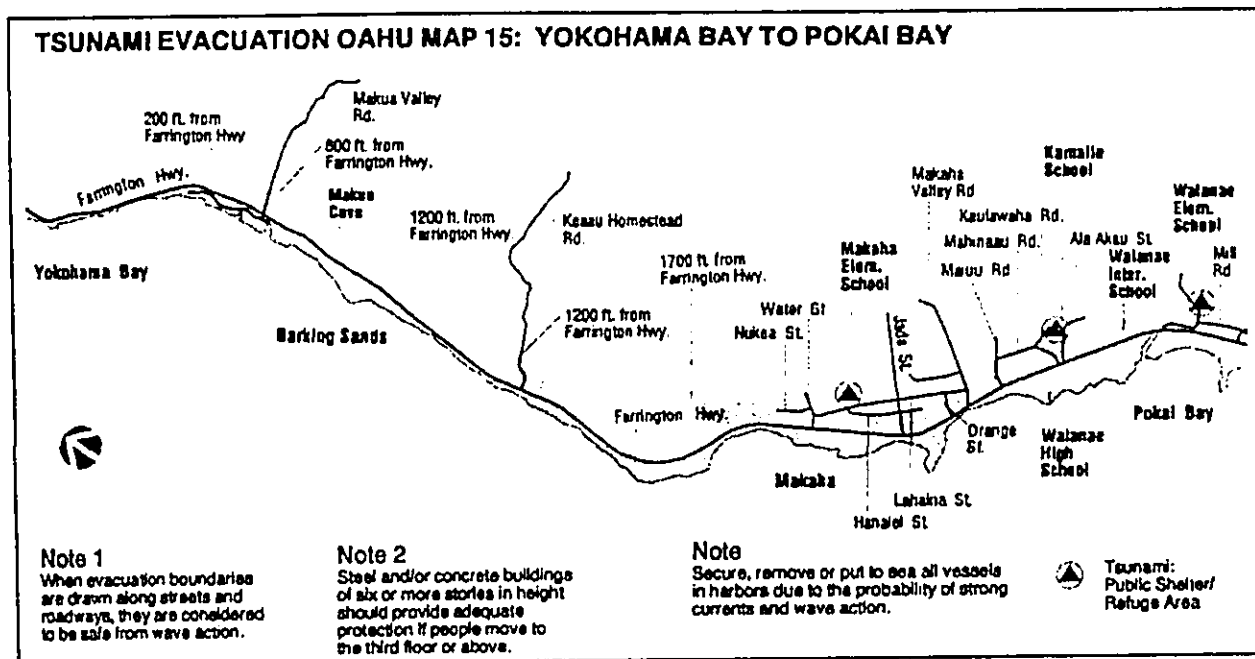 TSUNAMI EVACUATION OAHU MAP 15: YOKOHAMA BAY TO POKAI BAY
200 ft. from
Farrington Hwy
Makua Valley
Rd.
800 ft. from
Farrington Hwy.
Farrington Hwy.
Makua
Cave
1200 ft. from
Farrington Hwy.
Keaau Homestead
Rd.
1200 ft. from
Farrington Hwy.
Yokohama Bay
Barking Sands
1700 ft. from
Farrington Hwy.
Water St
Nukea St.
Makaha
Elem.
School
Jade St.
Makaha
Valley Rd
Kaulawaha Rd.
Mahinaau Rd.
Mauu Rd
Kamaile
School
Ala Akau St.
Waianae
Inter.
School
Waianae
Elem.
School
Mill
Rd
Farrington Hwy.
Makaha
Orange
St.
Lahaina St.
Hanalei St.
Waianae
High
School
Pokai Bay
Note 1
When evacuation boundaries
are drawn along streets and
roadways, they are considered
to be safe from wave action.
Note 2
Steel and/or concrete buildings
of six or more stories in height
should provide adequate
protection if people move to
the third floor or above.
Note
Secure, remove or put to sea all vessels
in harbors due to the probability of strong
currents and wave action.
Tsunami:
Public Shelter/
Refuge Area